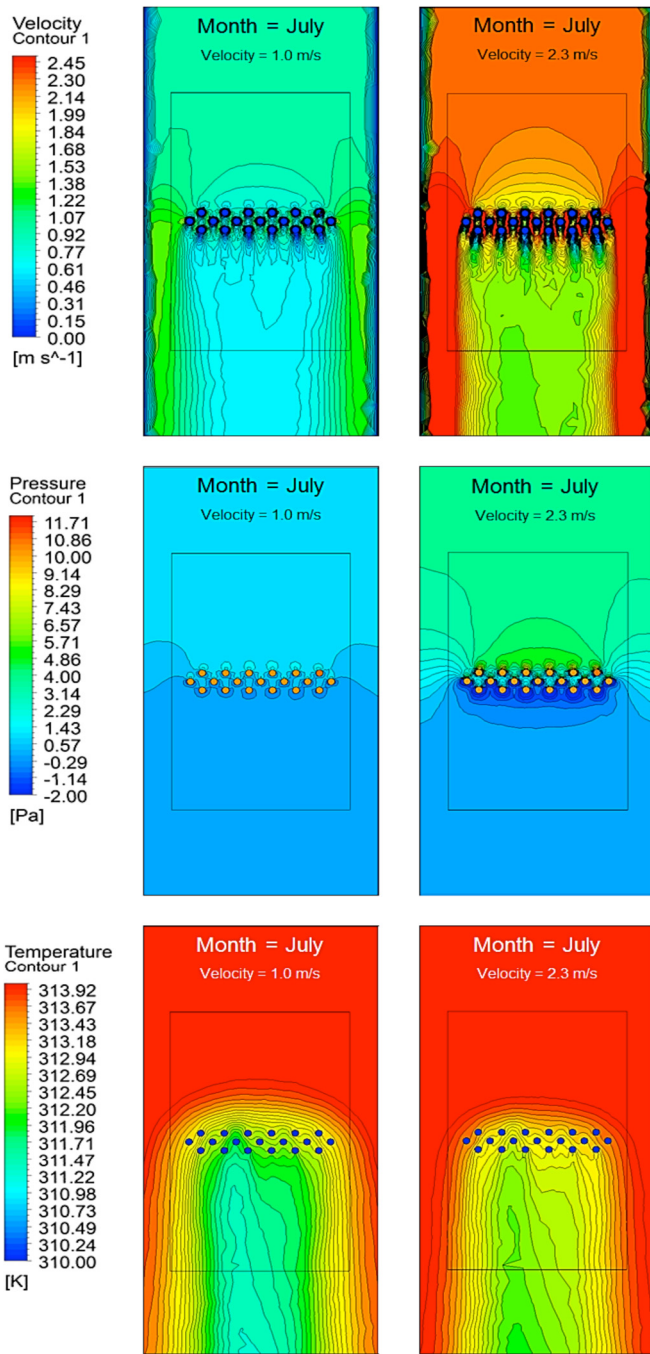 Velocity
Contour 1
2.45
2.30
2.14
1.99
1.84
1.68
1.53
1.38
1.22
1.07
0.92
0.77
0.61
0.46
0.31
0.15
0.00
[m s^-1]
Month = July
Velocity = 1.0 m/s
Month = July
Velocity = 2.3 m/s
Pressure
Contour 1
11.71
10.86
10.00
9.14
8.29
7.43
6.57
5.71
4.86
4.00
3.14
2.29
1.43
0.57
-0.29
-1.14
-2.00
[Pa]
Month = July
Velocity = 1.0 m/s
Month = July
Velocity = 2.3 m/s
Temperature
Contour 1
313.92
313.67
313.43
313.18
312.94
312.69
312.45
312.20
311.96
311.71
311.47
311.22
310.98
310.73
310.49
310.24
310.00
[K]
Month = July
Velocity = 1.0 m/s
Month = July
Velocity = 2.3 m/s